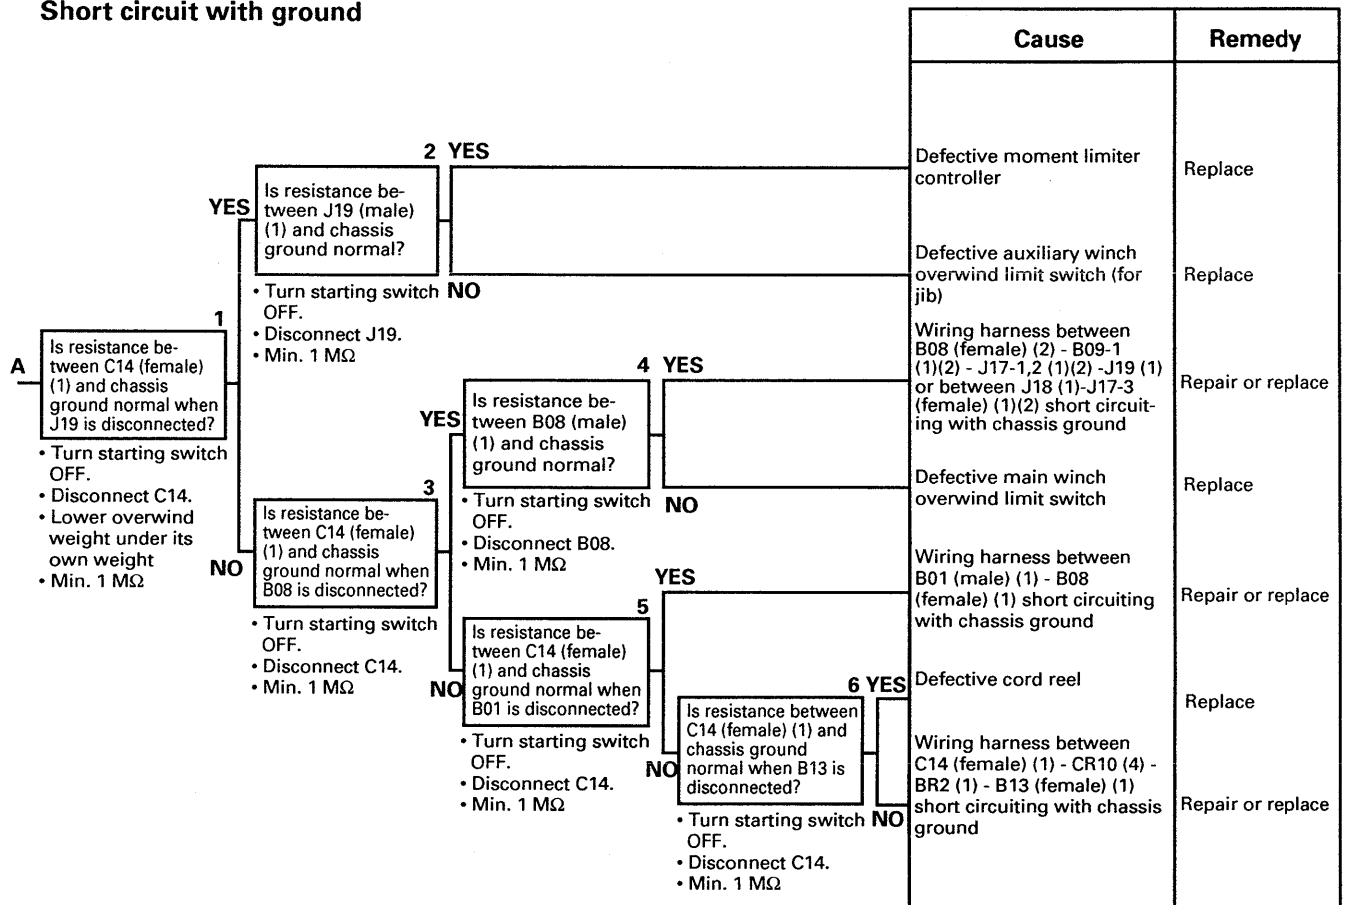 Short circuit with ground
Cause
Remedy
A
1
Is resistance be-
tween C14 (female)
(1) and chassis
ground normal when
J19 is disconnected?
• Turn starting switch
OFF.
• Disconnect C14.
• Lower overwind
weight under its
own weight
• Min. 1 MΩ
YES
2
Is resistance be-
tween J19 (male)
(1) and chassis
ground normal?
• Turn starting switch
OFF.
• Disconnect J19.
• Min. 1 MΩ
YES
Defective moment limiter
controller
Replace
NO
Defective auxiliary winch
overwind limit switch (for
jib)
Replace
NO
3
Is resistance be-
tween C14 (female)
(1) and chassis
ground normal when
B08 is disconnected?
• Turn starting switch
OFF.
• Disconnect C14.
• Min. 1 MΩ
YES
4
Is resistance be-
tween B08 (male)
(1) and chassis
ground normal?
• Turn starting switch
OFF.
• Disconnect B08.
• Min. 1 MΩ
YES
Wiring harness between
B08 (female) (2) - B09-1
(1)(2) - J17-1,2 (1)(2) -J19 (1)
or between J18 (1)-J17-3
(female) (1)(2) short circuit-
ing with chassis ground
Repair or replace
NO
Defective main winch
overwind limit switch
Replace
NO
5
Is resistance be-
tween C14 (female)
(1) and chassis
ground normal when
B01 is disconnected?
• Turn starting switch
OFF.
• Disconnect C14.
• Min. 1 MΩ
YES
Wiring harness between
B01 (male) (1) - B08
(female) (1) short circuiting
with chassis ground
Repair or replace
NO
6
Is resistance between
C14 (female) (1) and
chassis ground
normal when B13 is
disconnected?
• Turn starting switch
OFF.
• Disconnect C14.
• Min. 1 MΩ
YES
Defective cord reel
Replace
NO
Wiring harness between
C14 (female) (1) - CR10 (4) -
BR2 (1) - B13 (female) (1)
short circuiting with chassis
ground
Repair or replace